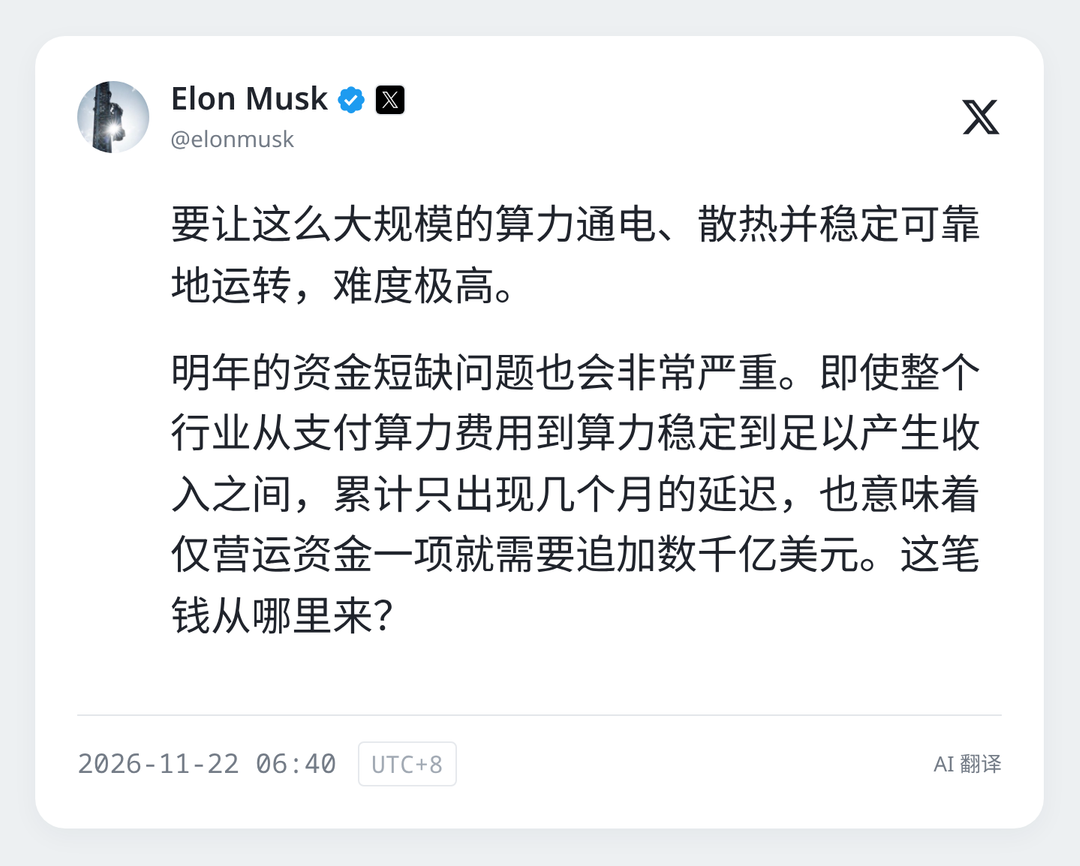 Elon Musk
@elonmusk
要让这么大规模的算力通电、散热并稳定可靠
地运转，难度极高。
明年的资金短缺问题也会非常严重。即使整个
行业从支付算力费用到算力稳定到足以产生收
入之间，累计只出现几个月的延迟，也意味着
仅营运资金一项就需要追加数千亿美元。这笔
钱从哪里来？
2026-11-22 06:40 UTC+8
AI 翻译